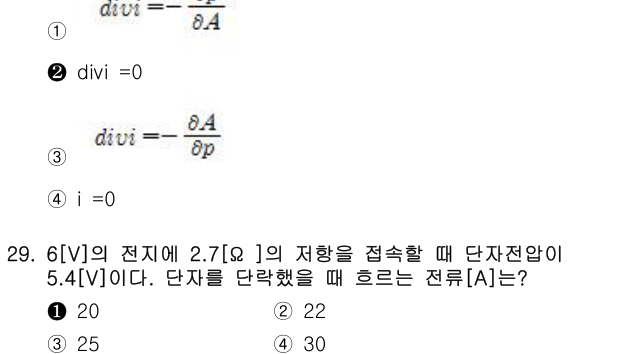 ① divi = - ∂p/∂A
❷ divi =0
③ divi = - ∂A/∂p
④ i =0
29. 6[V]의 전지에 2.7[Ω ]의 저항을 접속할 때 단자전압이
5.4[V]이다. 단자를 단락했을 때 흐르는 전류[A]는?
❶ 20 ② 22
③ 25 ④ 30